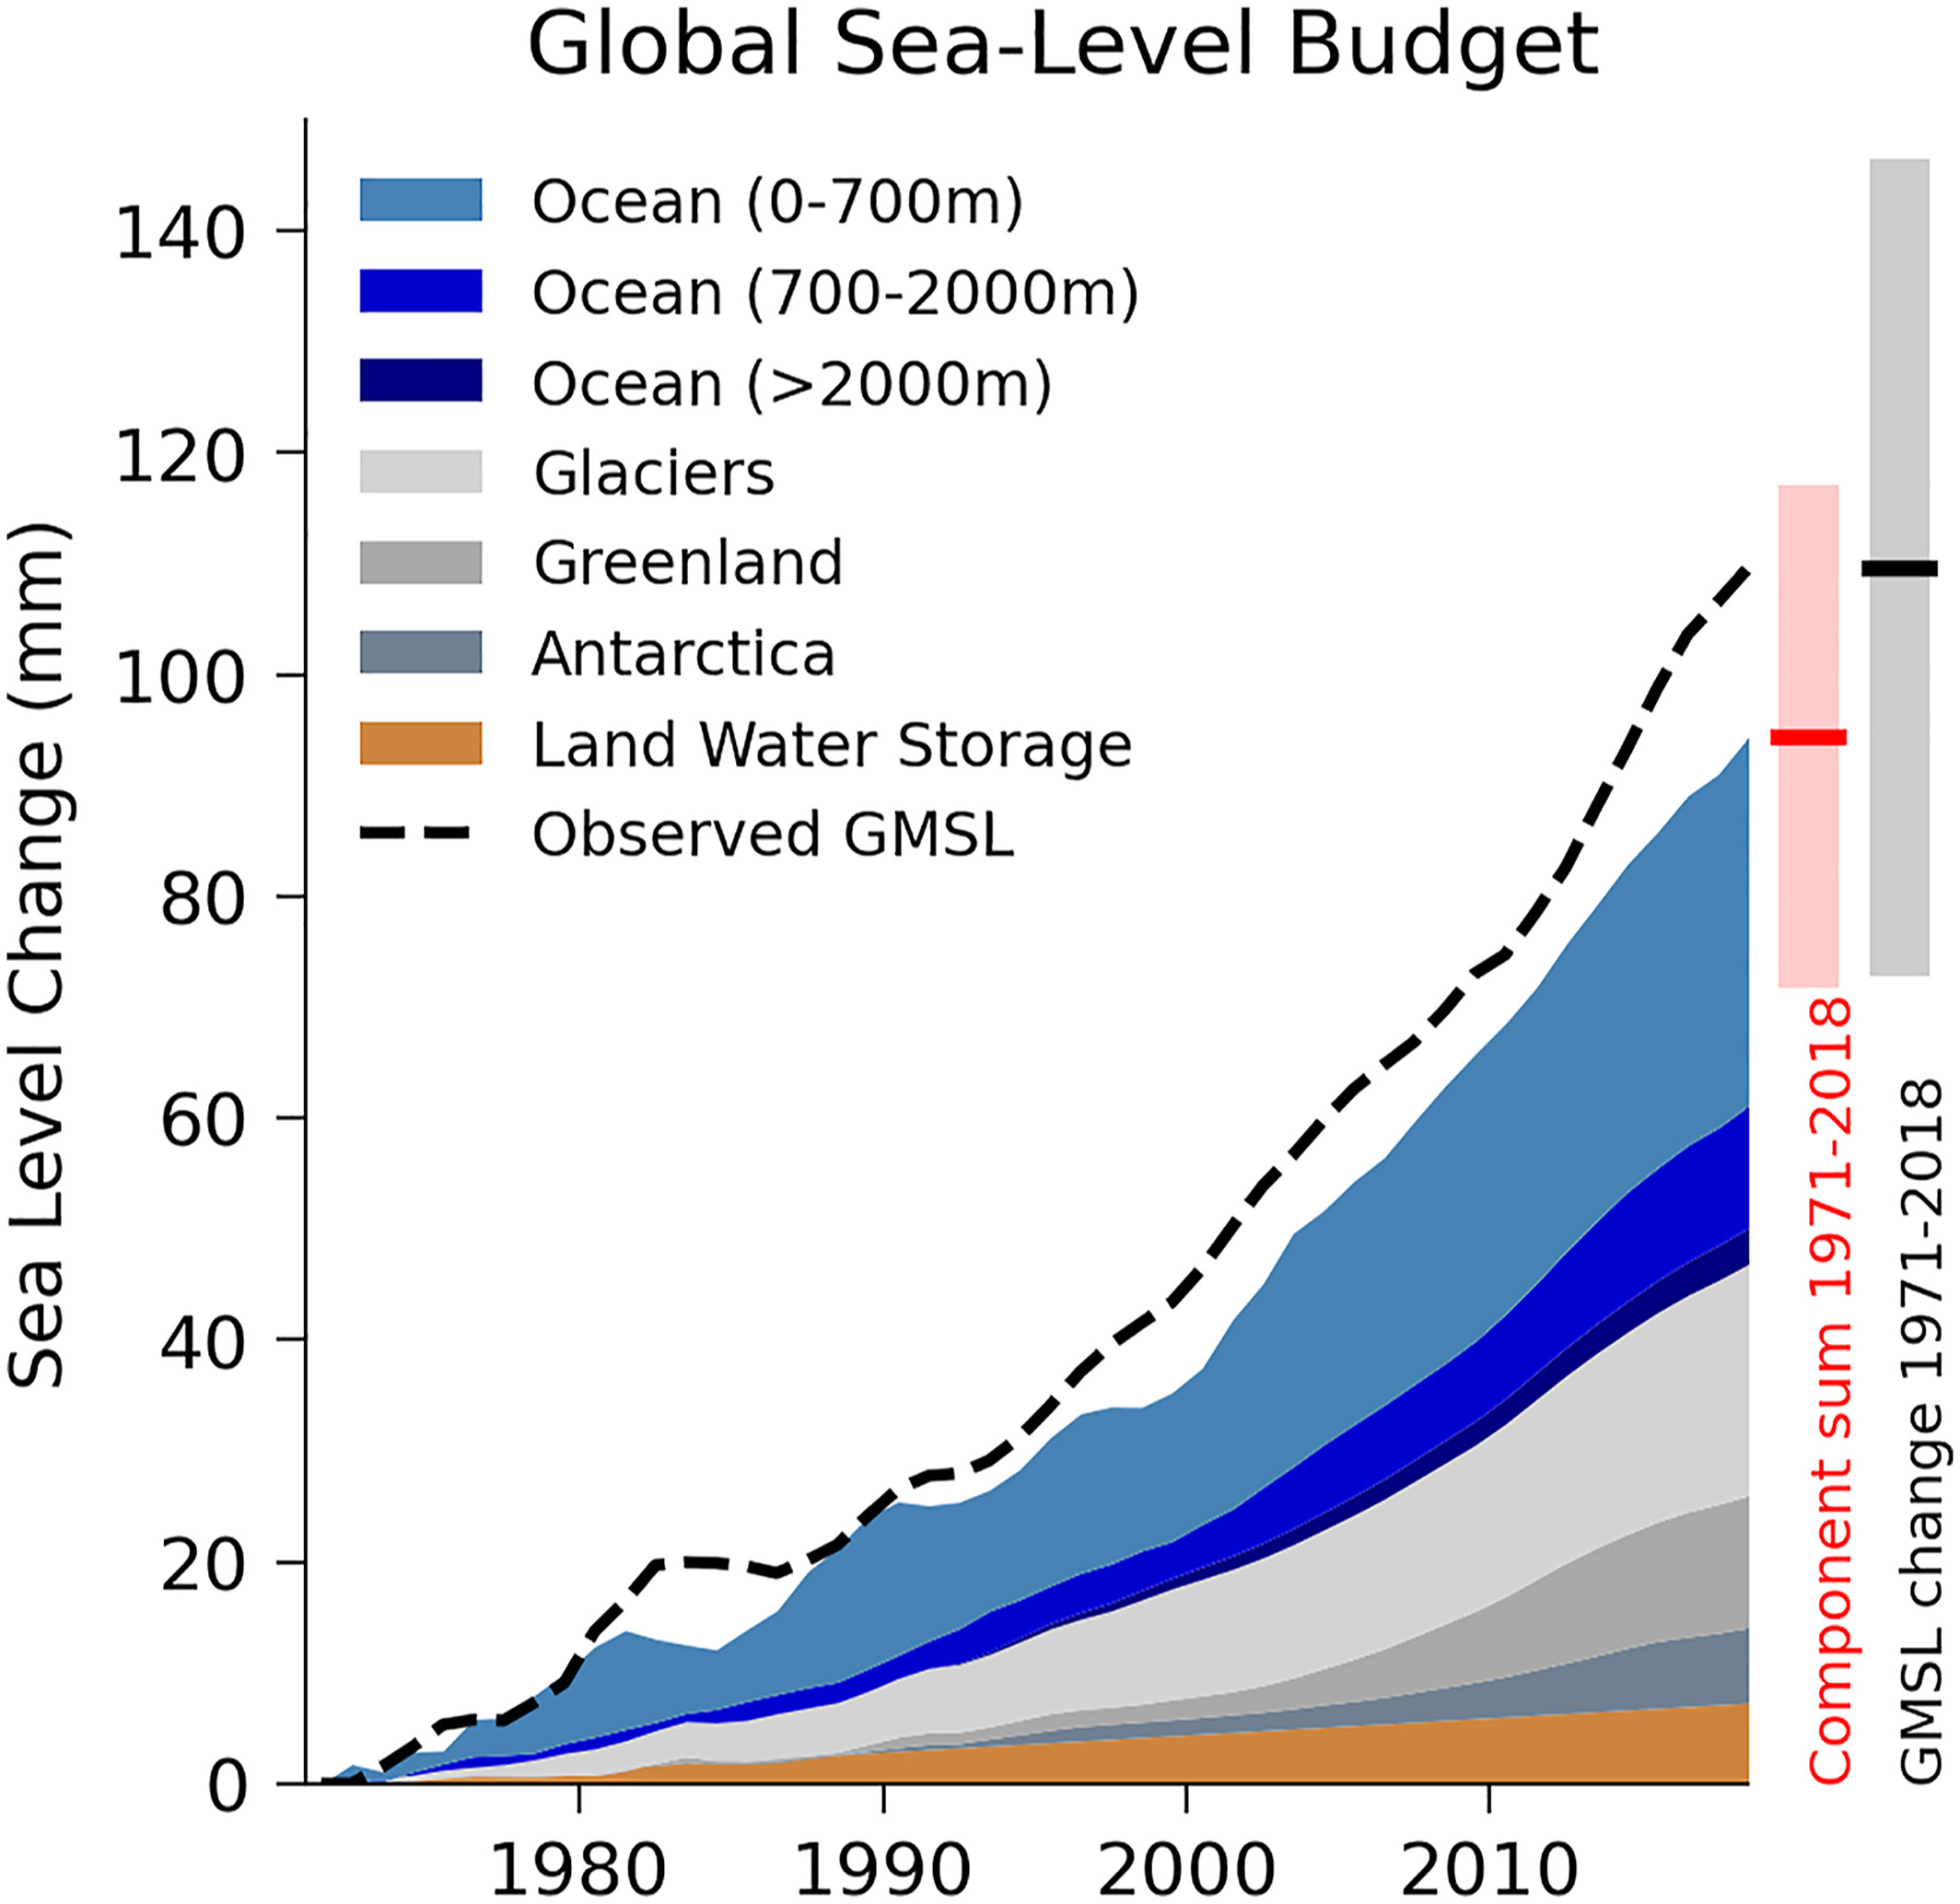 Global Sea-Level Budget
Sea Level Change (mm)
140
120
100
80
60
40
20
0
Ocean (0-700m)
Ocean (700-2000m)
Ocean (>2000m)
Glaciers
Greenland
Antarctica
Land Water Storage
Observed GMSL
1980
1990
2000
2010
Component sum 1971-2018
GMSL change 1971-2018